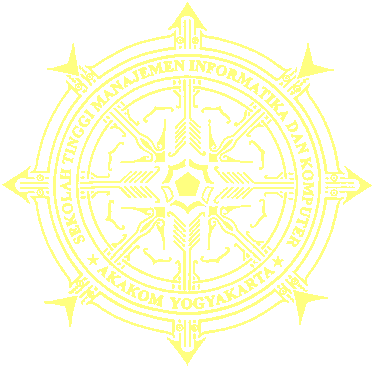 SEKOLAH TINGGI MANAJEMEN INFORMATIKA DAN KOMPUTER
AKAKOM YOGYAKARTA